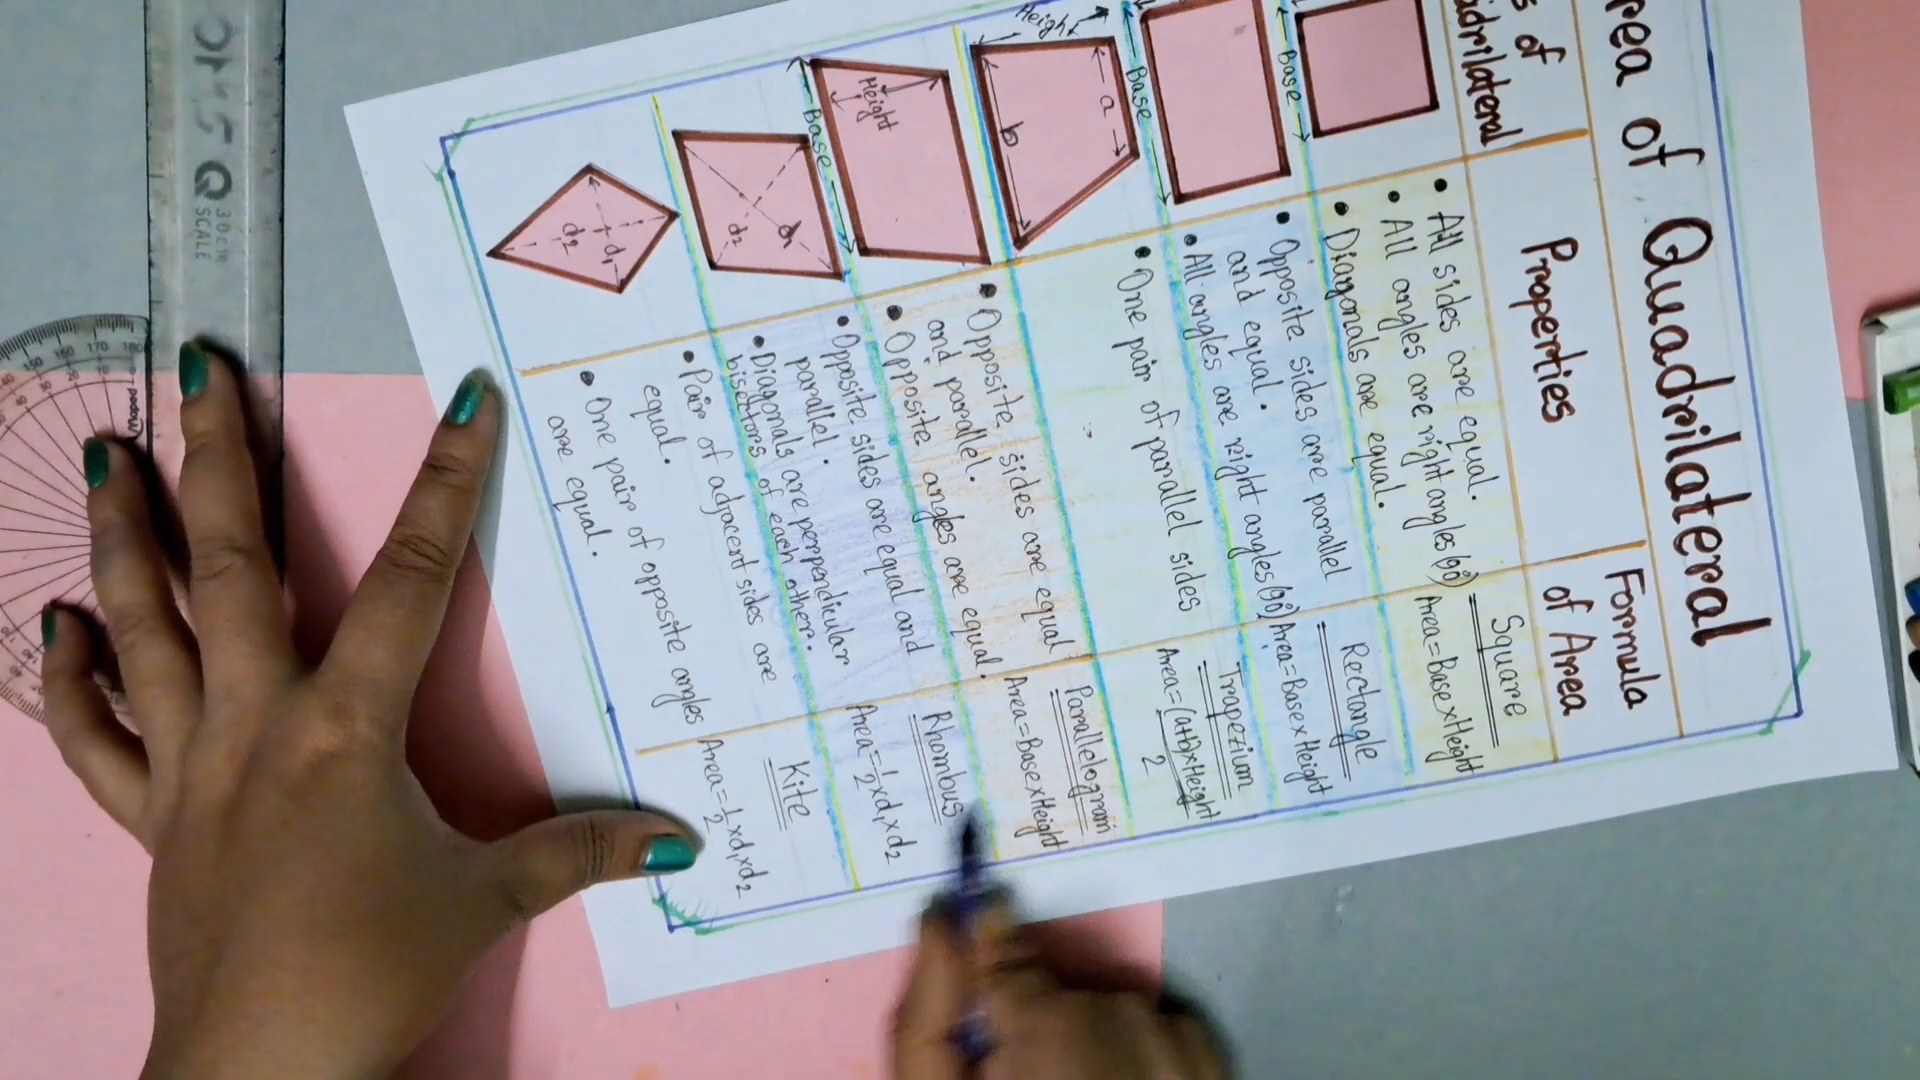 rea of Quadrilateral
s of
adrilateral
Properties
Formula
of Area
Base
• All sides are equal.
• All angles are right angles(90°)
• Diagonals are equal.
Square
Area=Base×Height
Base
Height
• Opposite sides are parallel
and equal.
• All angles are right angles(90°)
Rectangle
Area=Base×Height
a
b
• One pair of parallel sides
Trapezium
Area=(a+b)×Height
2
Height
Base
• Opposite sides are equal
and parallel.
• Opposite angles are equal.
Parallelogram
Area=Base×Height
d1
d2
• Opposite sides are equal and
parallel.
• Diagonals are perpendicular
bisectors of each other.
Rhombus
Area=1/2×d1×d2
d1
d2
• Pair of adjacent sides are
equal.
• One pair of opposite angles
are equal.
Kite
Area=1/2×d1×d2
30cm
SCALE